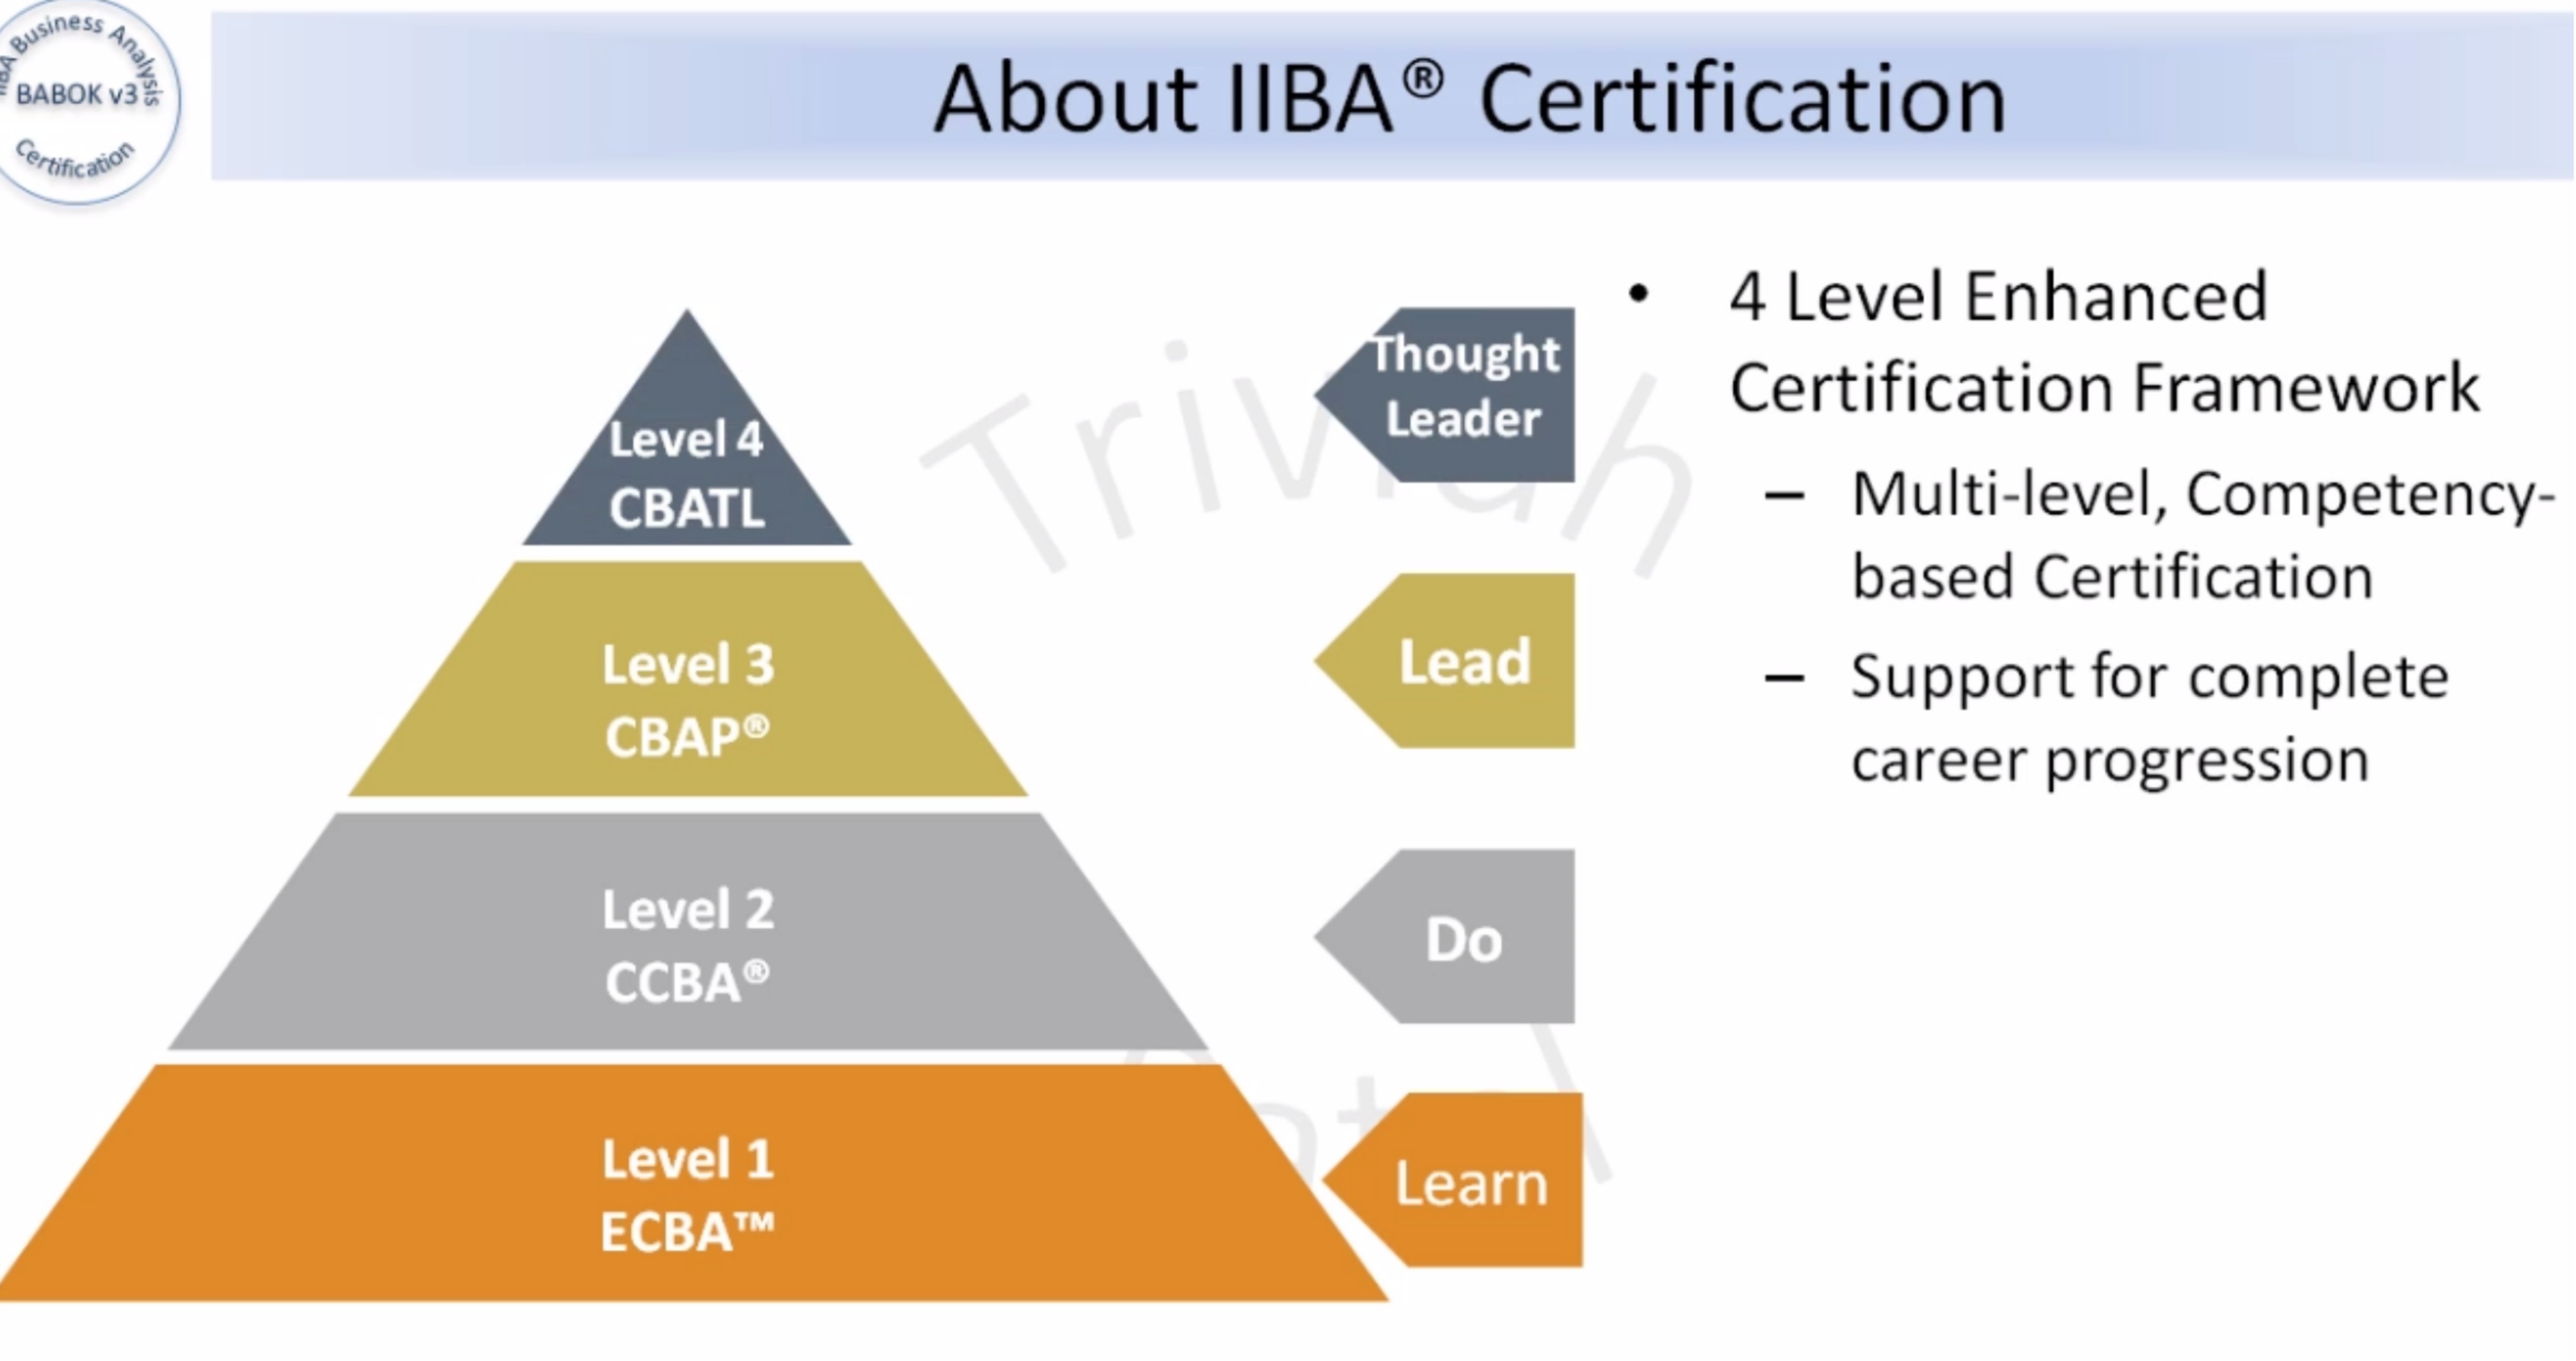 Business Analysis
BABOK v3
Certification
About IIBA® Certification
Level 4
CBATL
Level 3
CBAP®
Level 2
CCBA®
Level 1
ECBA™
Thought
Leader
Lead
Do
Learn
• 4 Level Enhanced
Certification Framework
– Multi-level, Competency-
based Certification
– Support for complete
career progression